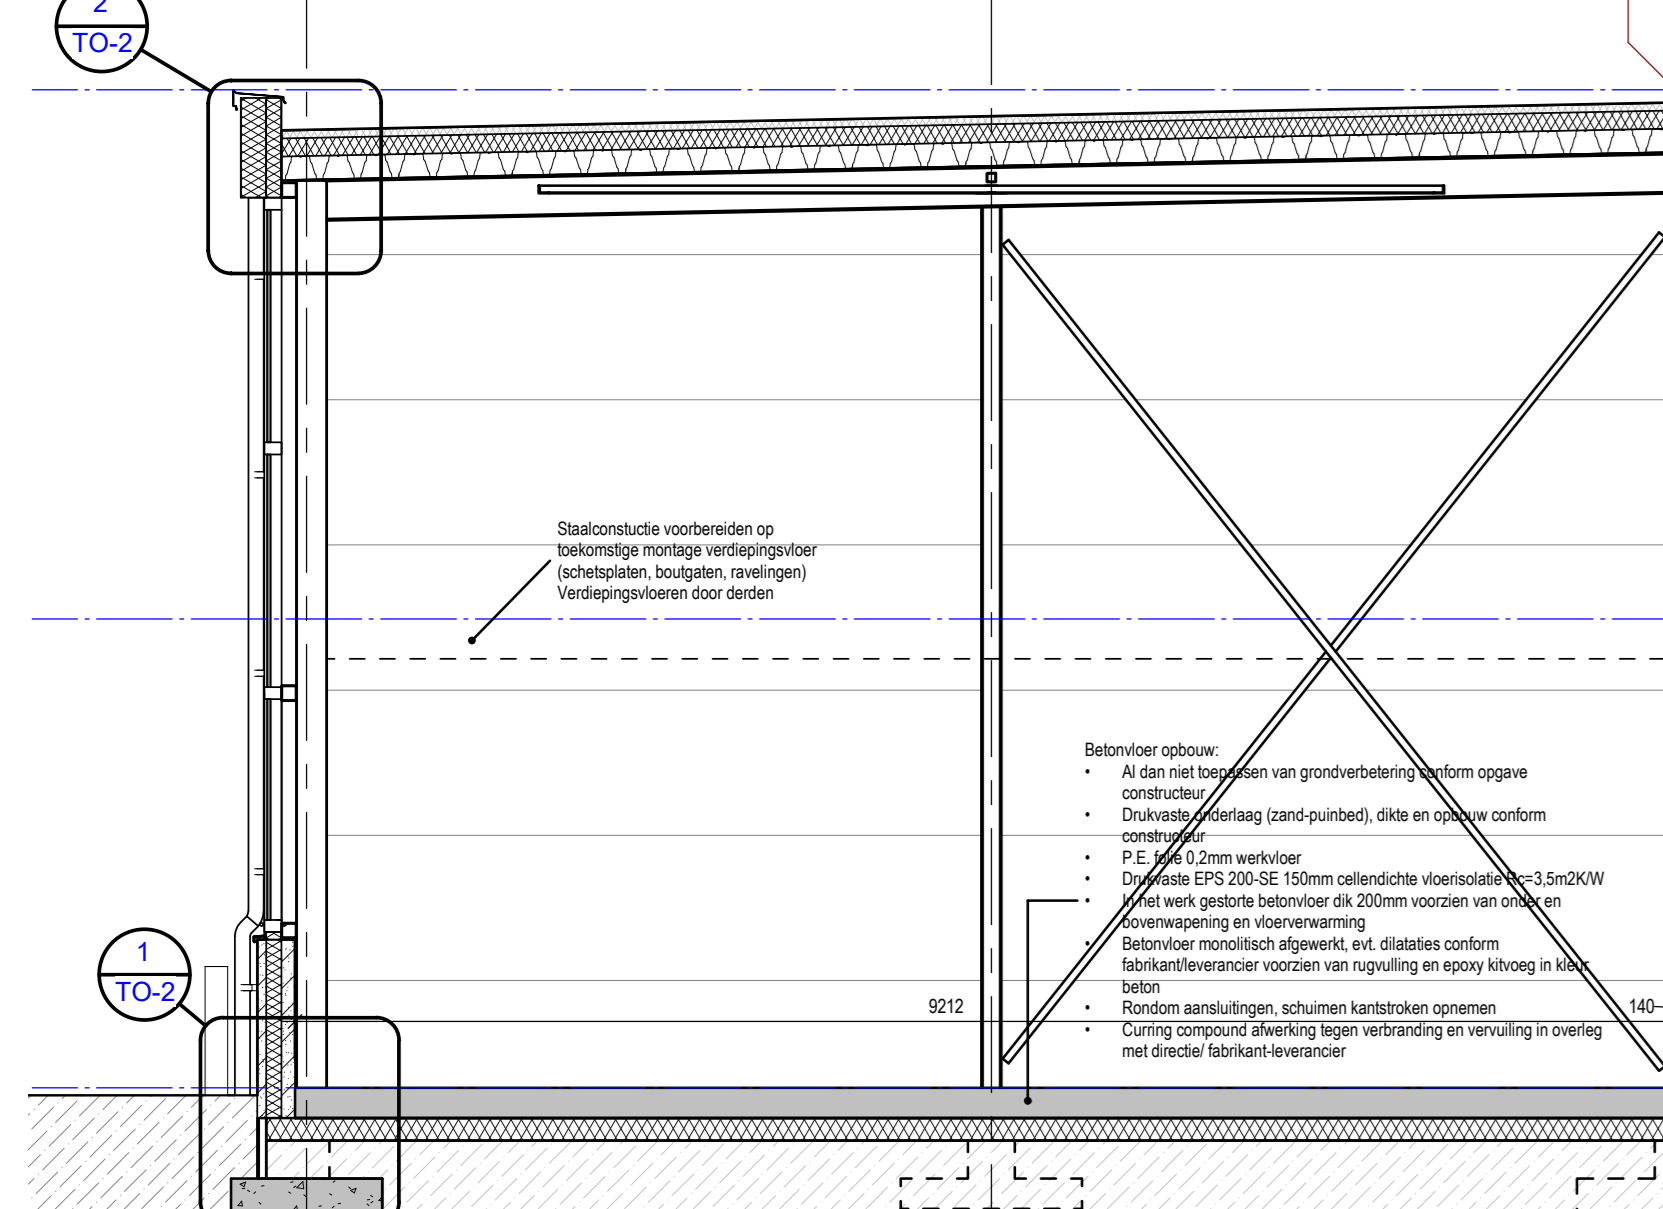 2
TO-2
Staalconstuctie voorbereiden op
toekomstige montage verdiepingsvloer
(schetsplaten, boutgaten, ravelingen)
Verdiepingsvloeren door derden
Betonvloer opbouw:
• Al dan niet toepassen van grondverbetering conform opgave
constructeur
• Drukvaste onderlaag (zand-puinbed), dikte en opbouw conform
constructeur
• P.E. folie 0,2mm werkvloer
• Drukvaste EPS 200-SE 150mm cellendichte vloerisolatie Rc=3,5m2K/W
• In het werk gestorte betonvloer dik 200mm voorzien van onder en
bovenwapening en vloerverwarming
• Betonvloer monolitisch afgewerkt, evt. dilataties conform
fabrikant/leverancier voorzien van rugvulling en epoxy kitvoeg in kleur
beton
• Rondom aansluitingen, schuimen kantstroken opnemen
• Curring compound afwerking tegen verbranding en vervuiling in overleg
met directie/ fabrikant-leverancier
1
TO-2
9212
140